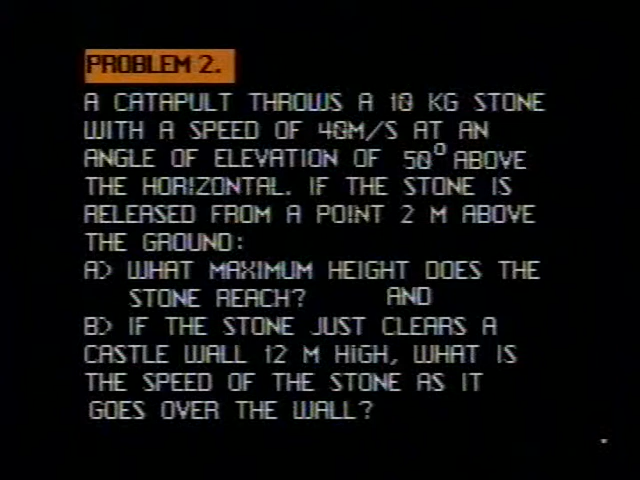 PROBLEM 2.
A CATAPULT THROWS A 10 KG STONE
WITH A SPEED OF 40M/S AT AN
ANGLE OF ELEVATION OF 50° ABOVE
THE HORIZONTAL. IF THE STONE IS
RELEASED FROM A POINT 2 M ABOVE
THE GROUND:
A) WHAT MAXIMUM HEIGHT DOES THE
STONE REACH? AND
B) IF THE STONE JUST CLEARS A
CASTLE WALL 12 M HIGH, WHAT IS
THE SPEED OF THE STONE AS IT
GOES OVER THE WALL?